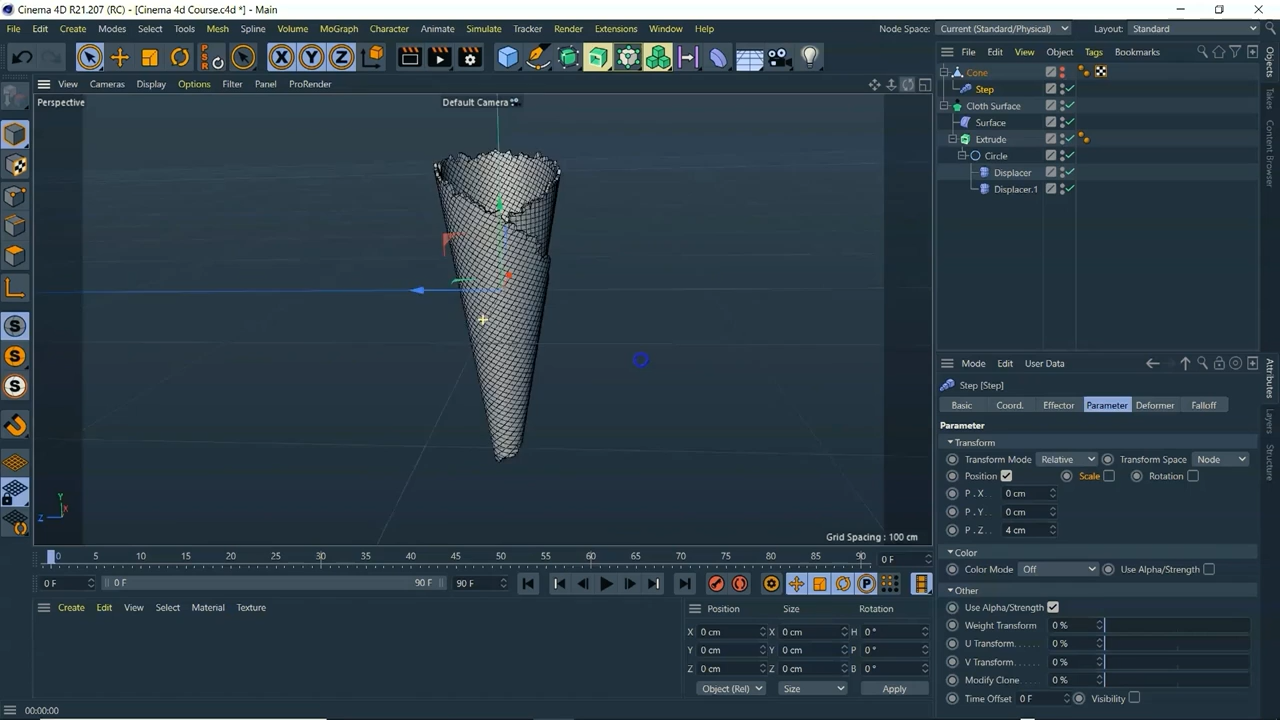 Cinema 4D R21.207 (RC) - [Cinema 4d Course.c4d *] - Main
File Edit Create Modes Select Tools Mesh Spline Volume MoGraph Character Animate Simulate Tracker Render Extensions Window Help Node Space: Current (Standard/Physical) Layout: Standard
X Y Z PSR
File Edit View Object Tags Bookmarks
View Cameras Display Options Filter Panel ProRender
Perspective
Default Camera
Cone
Step
Cloth Surface
Surface
Extrude
Circle
Displacer
Displacer.1
Objects
Takes
Content Browser
Attributes
Layers
Structure
S
S
S
Y
Z
X
Grid Spacing : 100 cm
Mode Edit User Data
Step [Step]
Basic Coord. Effector Parameter Deformer Falloff
Parameter
Transform
Transform Mode Relative Transform Space Node
Position Scale Rotation
P . X 0 cm
P . Y 0 cm
P . Z 4 cm
Color
Color Mode Off Use Alpha/Strength
Other
Use Alpha/Strength
Weight Transform 0 %
U Transform 0 %
V Transform 0 %
Modify Clone 0 %
Time Offset 0 F Visibility
0 5 10 15 20 25 30 35 40 45 50 55 60 65 70 75 80 85 90 0 F
0 F 0 F 90 F 90 F
P
Create Edit View Select Material Texture
Position Size Rotation
X 0 cm X 0 cm H 0 °
Y 0 cm Y 0 cm P 0 °
Z 0 cm Z 0 cm B 0 °
Object (Rel) Size Apply
00:00:00